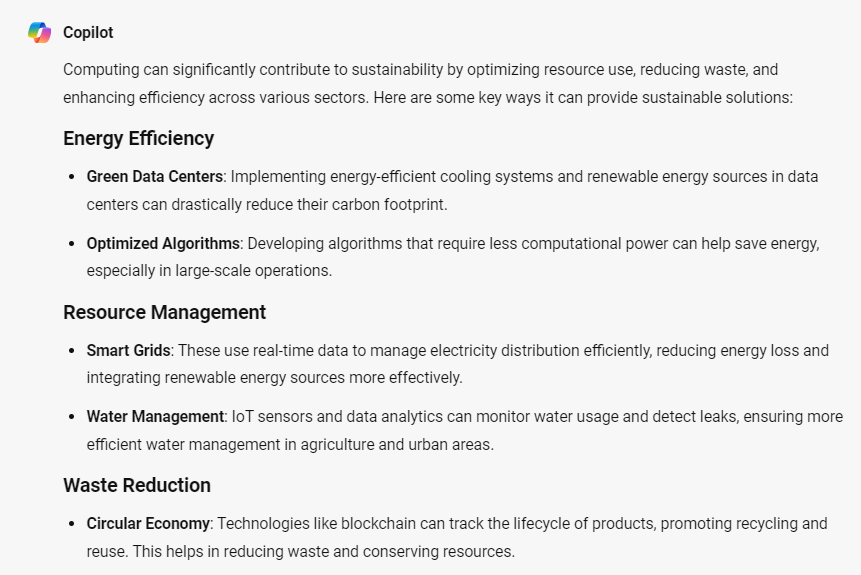 Copilot
Computing can significantly contribute to sustainability by optimizing resource use, reducing waste, and
enhancing efficiency across various sectors. Here are some key ways it can provide sustainable solutions:
Energy Efficiency
• Green Data Centers: Implementing energy-efficient cooling systems and renewable energy sources in data
centers can drastically reduce their carbon footprint.
• Optimized Algorithms: Developing algorithms that require less computational power can help save energy,
especially in large-scale operations.
Resource Management
• Smart Grids: These use real-time data to manage electricity distribution efficiently, reducing energy loss and
integrating renewable energy sources more effectively.
• Water Management: IoT sensors and data analytics can monitor water usage and detect leaks, ensuring more
efficient water management in agriculture and urban areas.
Waste Reduction
• Circular Economy: Technologies like blockchain can track the lifecycle of products, promoting recycling and
reuse. This helps in reducing waste and conserving resources.